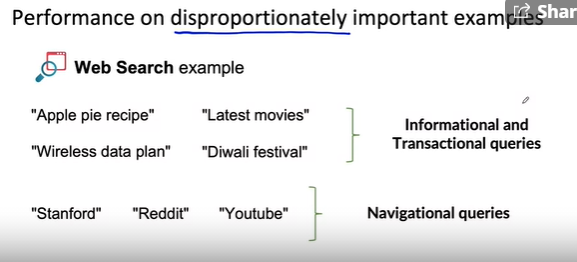 Performance on disproportionately important examples
Shar
Web Search example
"Apple pie recipe" "Latest movies"
"Wireless data plan" "Diwali festival"
Informational and
Transactional queries
"Stanford" "Reddit" "Youtube"
Navigational queries